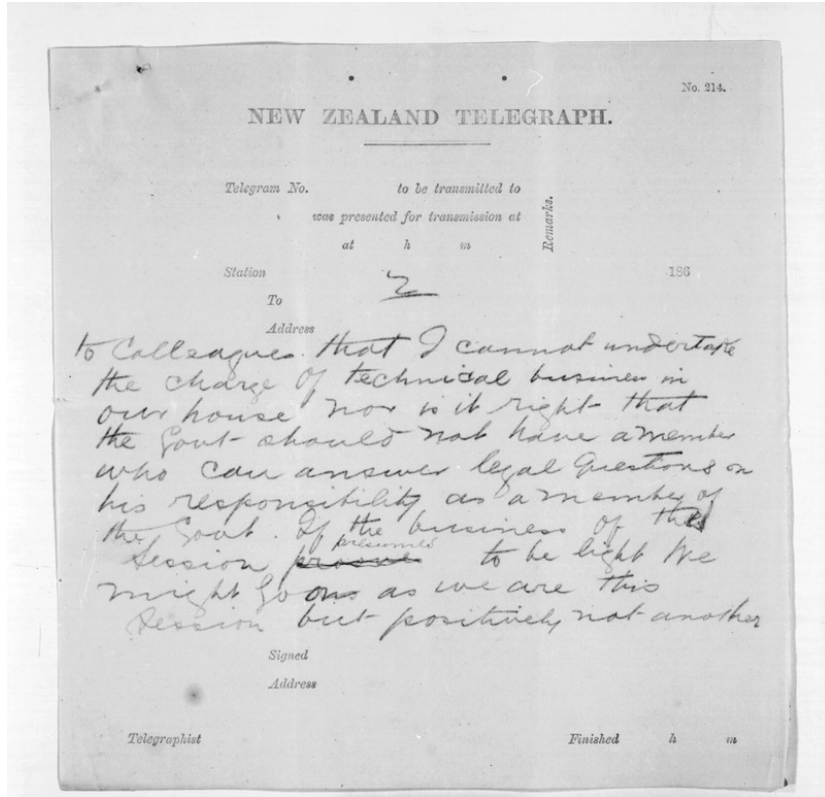 No. 214.
NEW ZEALAND TELEGRAPH.
Telegram No. to be transmitted to
was presented for transmission at
at h m
Remarks.
Station 186
2
To
Address
to Colleagues that I cannot undertake
the charge of technical business in
our house nor is it right that
the Govt should not have a member
who can answer legal questions on
his responsibility as a member of
the Govt. If the business of the
presumed
Session to be light We
might go on as we are this
Session but positively not another
Signed
Address
Telegraphist Finished h m